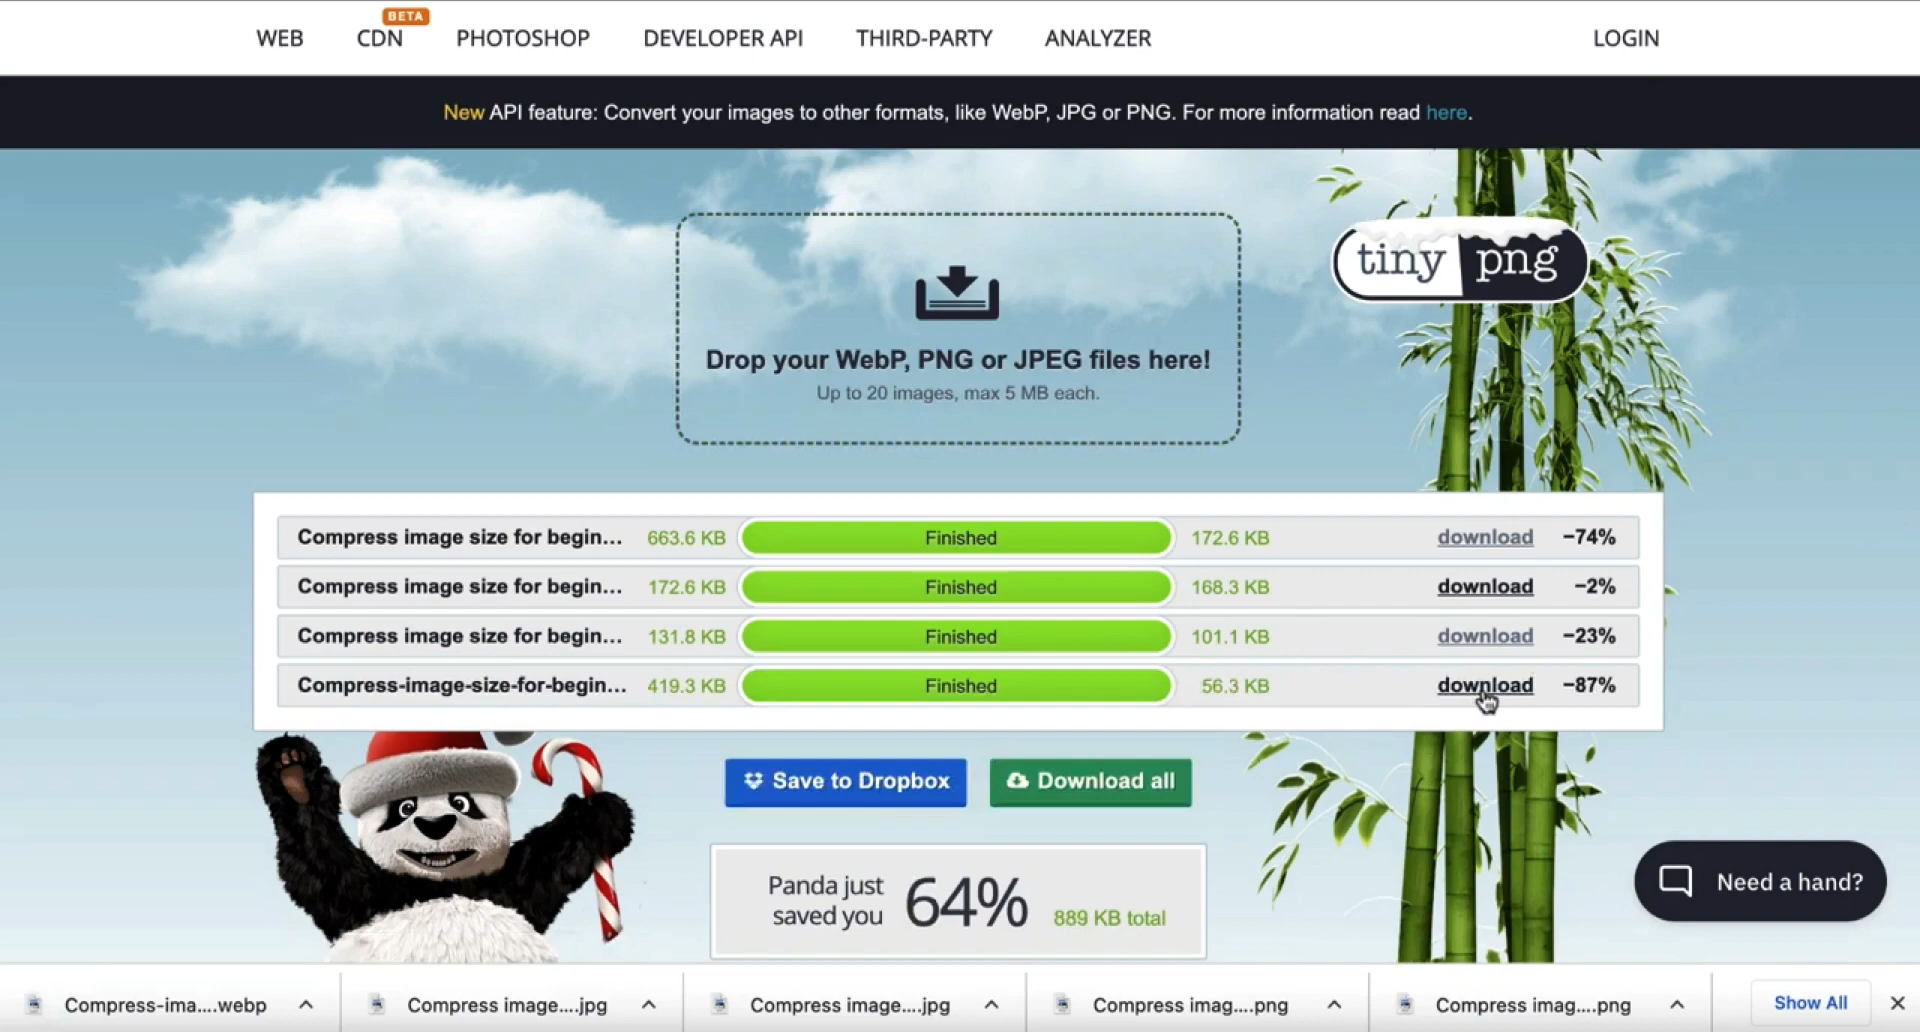 BETA
WEB CDN PHOTOSHOP DEVELOPER API THIRD-PARTY ANALYZER LOGIN
New API feature: Convert your images to other formats, like WebP, JPG or PNG. For more information read here.
tiny png
Drop your WebP, PNG or JPEG files here!
Up to 20 images, max 5 MB each.
Compress image size for begin... 663.6 KB Finished 172.6 KB download −74%
Compress image size for begin... 172.6 KB Finished 168.3 KB download −2%
Compress image size for begin... 131.8 KB Finished 101.1 KB download −23%
Compress-image-size-for-begin... 419.3 KB Finished 56.3 KB download −87%
Save to Dropbox Download all
Panda just
saved you 64% 889 KB total
Need a hand?
Compress-ima....webp Compress image....jpg Compress image....jpg Compress imag....png Compress imag....png Show All